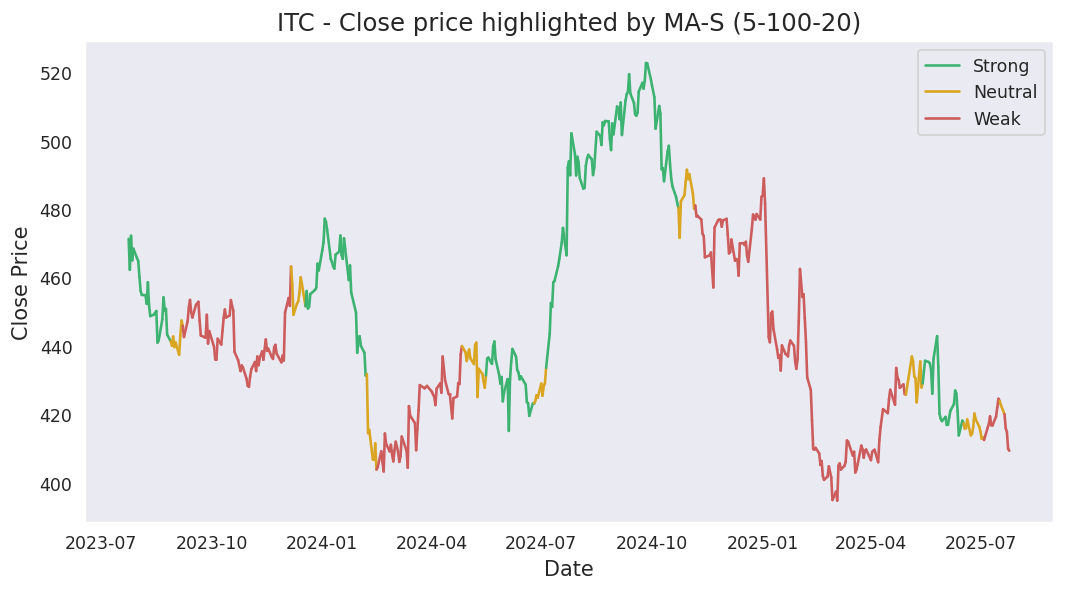 ITC - Close price highlighted by MA-S (5-100-20)
Strong
Neutral
Weak
Close Price
520
500
480
460
440
420
400
2023-07 2023-10 2024-01 2024-04 2024-07 2024-10 2025-01 2025-04 2025-07
Date